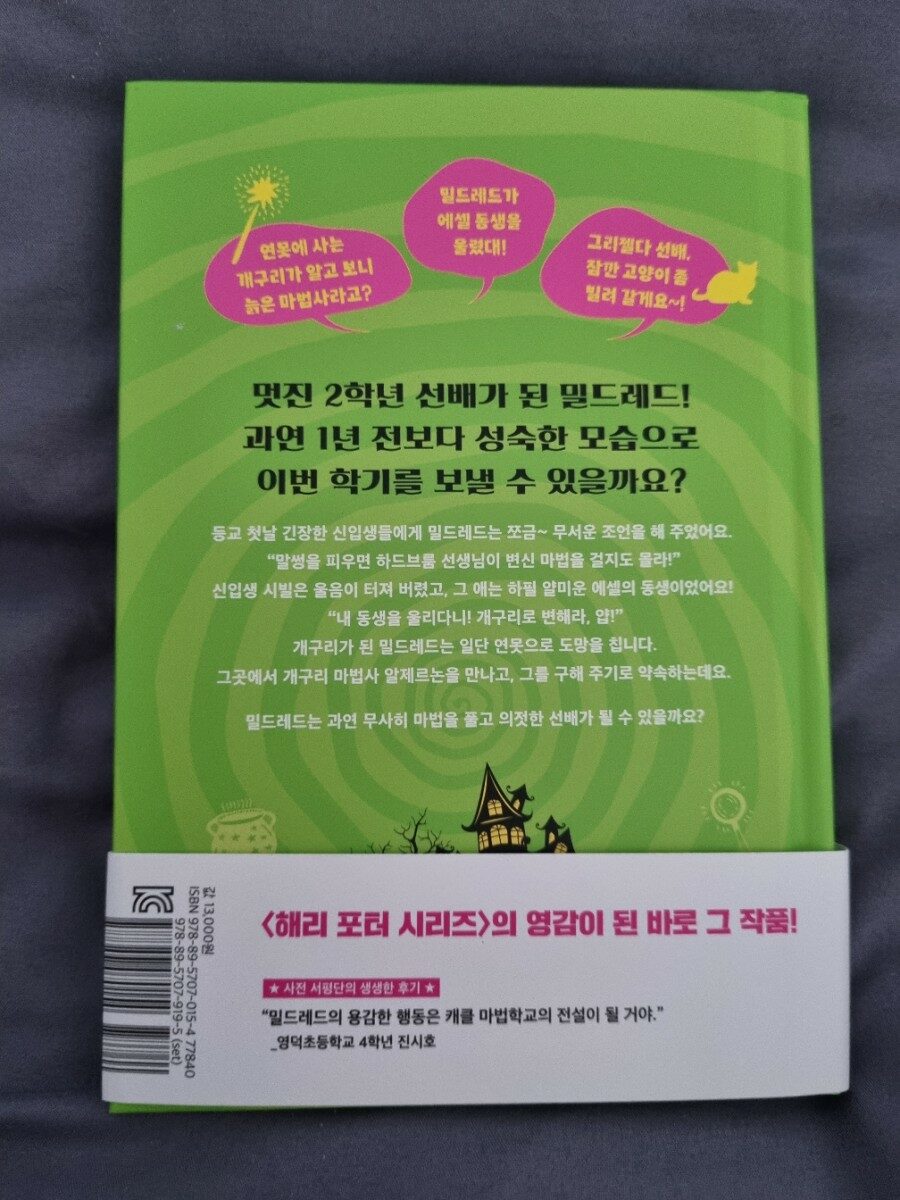 연못에 사는
개구리가 알고 보니
늙은 마법사라고?
밀드레드가
에셀 동생을
울렸대!
그리젤다 선배,
잠깐 고양이 좀
빌려 갈게요~!
멋진 2학년 선배가 된 밀드레드!
과연 1년 전보다 성숙한 모습으로
이번 학기를 보낼 수 있을까요?
등교 첫날 긴장한 신입생들에게 밀드레드는 쪼금~ 무서운 조언을 해 주었어요.
“말썽을 피우면 하드브룸 선생님이 변신 마법을 걸지도 몰라!”
신입생 시빌은 울음이 터져 버렸고, 그 애는 하필 얄미운 에셀의 동생이었어요!
“내 동생을 울리다니! 개구리로 변해라, 얍!”
개구리가 된 밀드레드는 일단 연못으로 도망을 칩니다.
그곳에서 개구리 마법사 알제르논을 만나고, 그를 구해 주기로 약속하는데요.
밀드레드는 과연 무사히 마법을 풀고 의젓한 선배가 될 수 있을까요?
<해리 포터 시리즈>의 영감이 된 바로 그 작품!
★ 사전 서평단의 생생한 후기 ★
“밀드레드의 용감한 행동은 캐클 마법학교의 전설이 될 거야.”
_영덕초등학교 4학년 진시호
값 13,000원
ISBN 978-89-5707-015-4 77840
978-89-5707-919-5 (set)